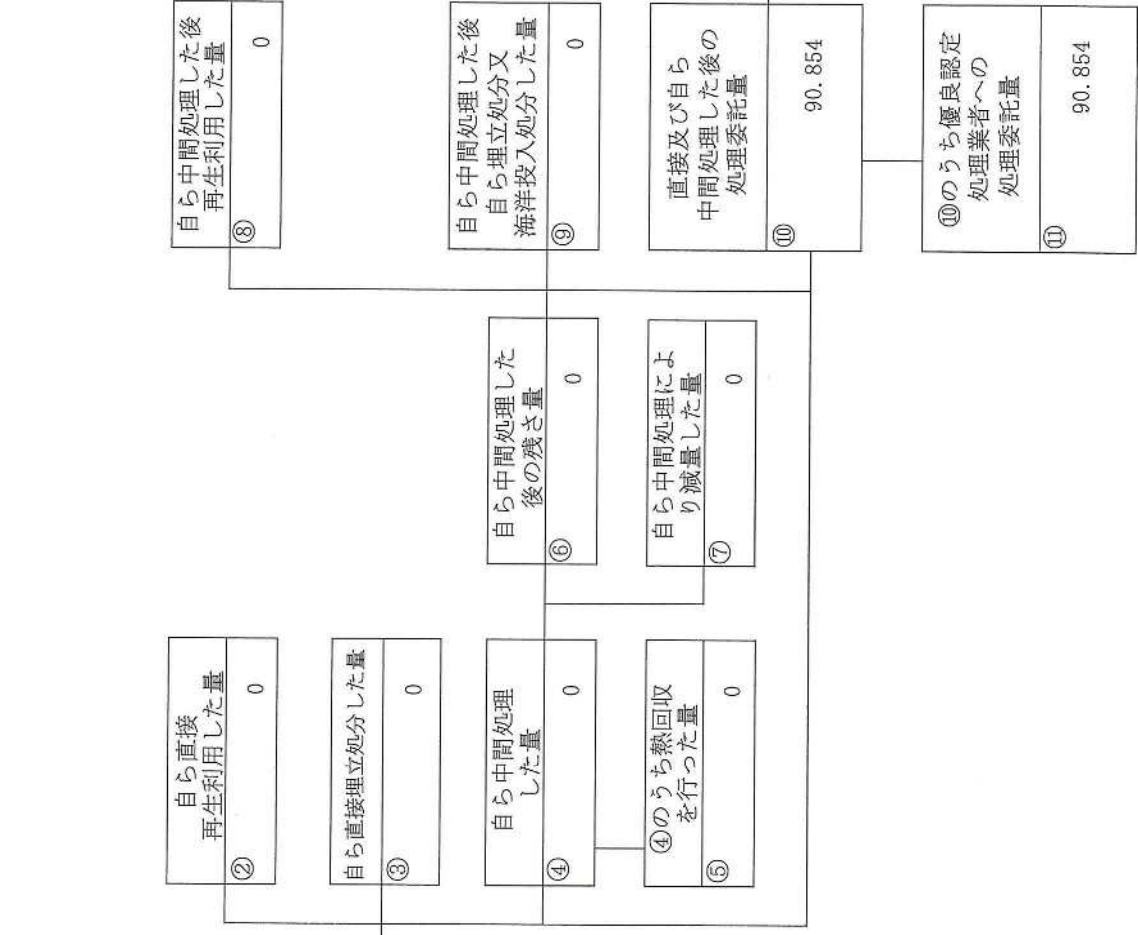 自ら直接
再生利用した量
②
0
自ら直接埋立処分した量
③
0
自ら中間処理
した量
④
0
④のうち熱回収
を行った量
⑤
0
自ら中間処理した
後の残さ量
⑥
0
自ら中間処理によ
り減量した量
⑦
0
自ら中間処理した後
再生利用した量
⑧
0
自ら中間処理した後
自ら埋立処分又
海洋投入処分した量
⑨
0
直接及び自ら
中間処理した後の
処理委託量
⑩
90.854
⑩のうち優良認定
処理業者への
処理委託量
⑪
90.854